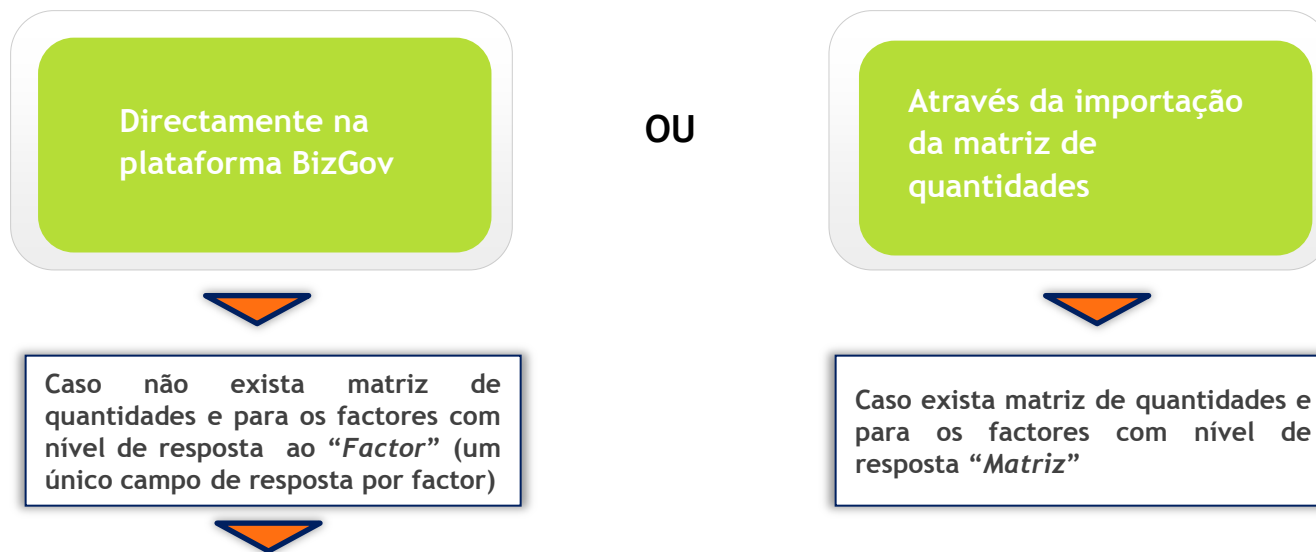 Directamente na
plataforma BizGov
OU
Através da importação
da matriz de
quantidades
Caso não exista matriz de
quantidades e para os factores com
nível de resposta ao “Factor” (um
único campo de resposta por factor)
Caso exista matriz de quantidades e
para os factores com nível de
resposta “Matriz”